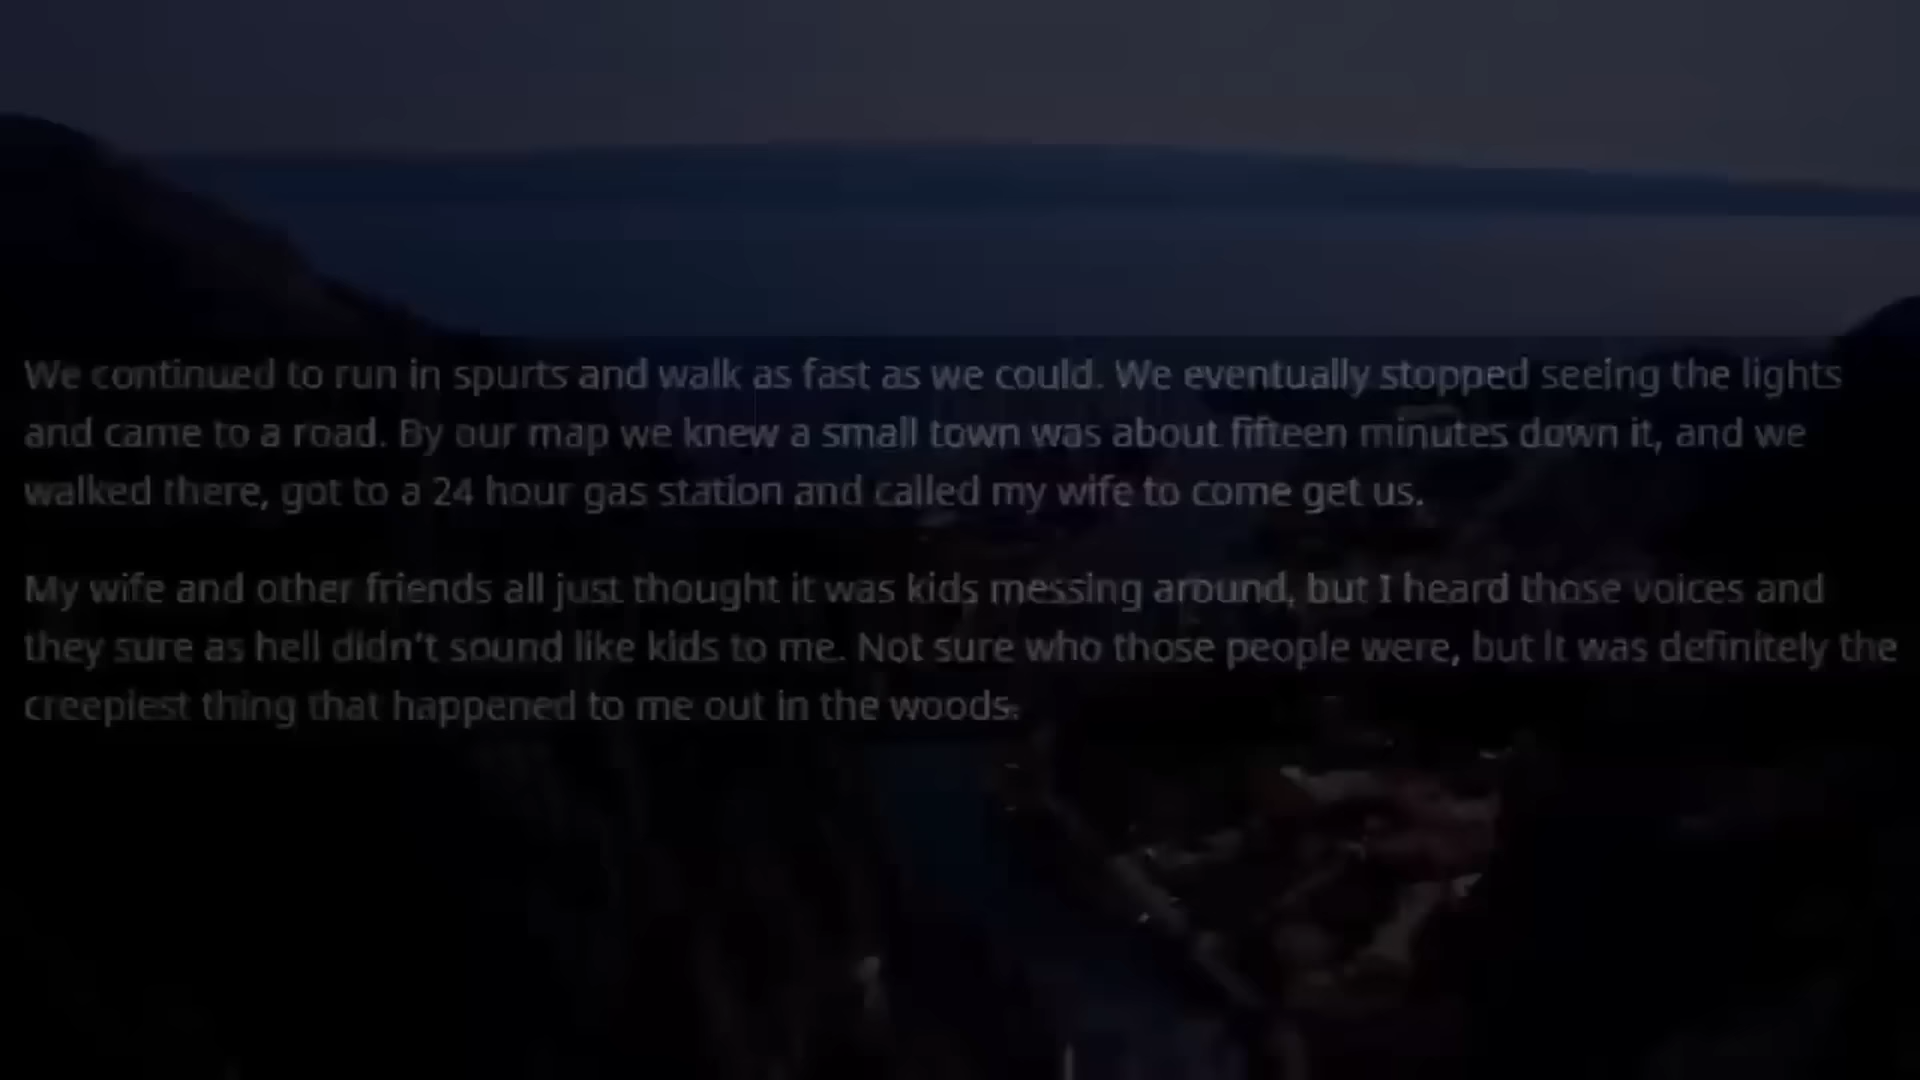 We continued to run in spurts and walk as fast as we could. We eventually stopped seeing the lights
and came to a road. By our map we knew a small town was about fifteen minutes down it, and we
walked there, got to a 24 hour gas station and called my wife to come get us.
My wife and other friends all just thought it was kids messing around, but I heard those voices and
they sure as hell didn't sound like kids to me. Not sure who those people were, but it was definitely the
creepiest thing that happened to me out in the woods.